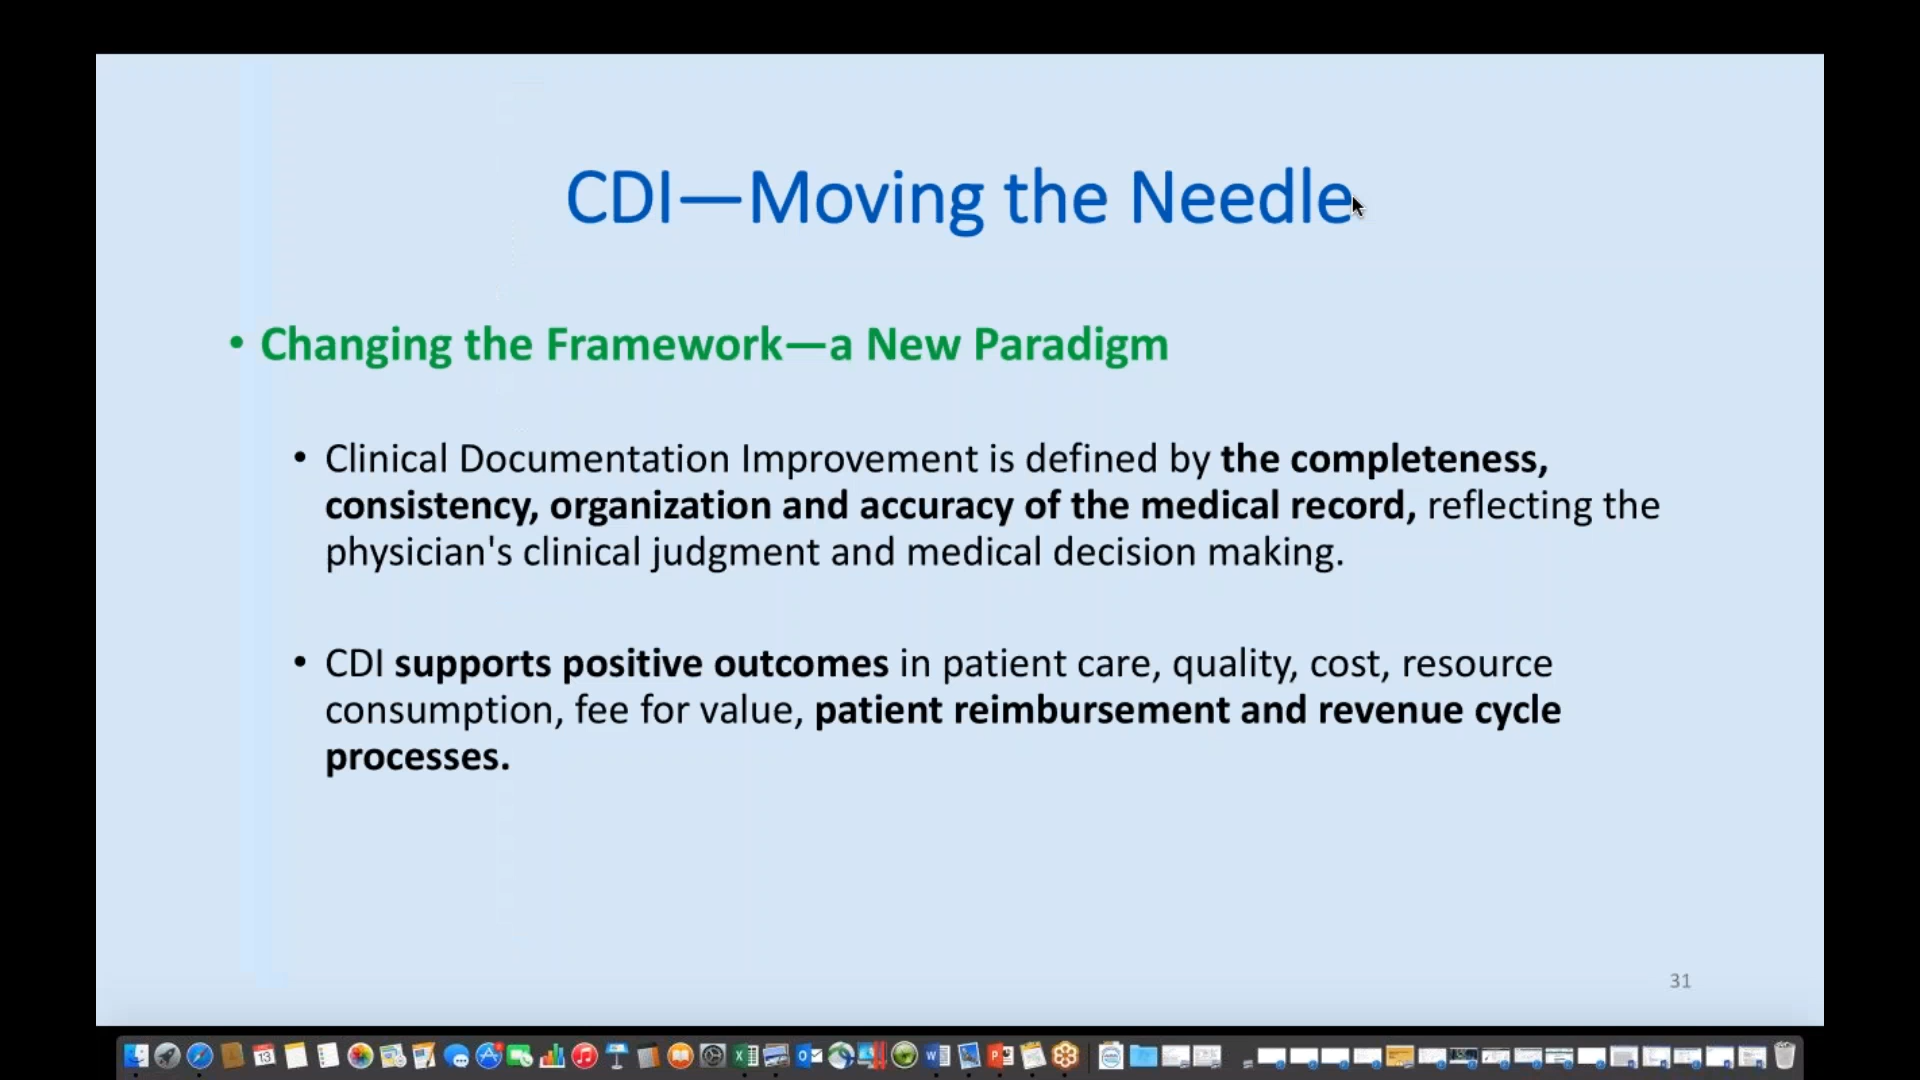 CDI—Moving the Needle
• Changing the Framework—a New Paradigm
• Clinical Documentation Improvement is defined by the completeness,
consistency, organization and accuracy of the medical record, reflecting the
physician's clinical judgment and medical decision making.
• CDI supports positive outcomes in patient care, quality, cost, resource
consumption, fee for value, patient reimbursement and revenue cycle
processes.
31
13